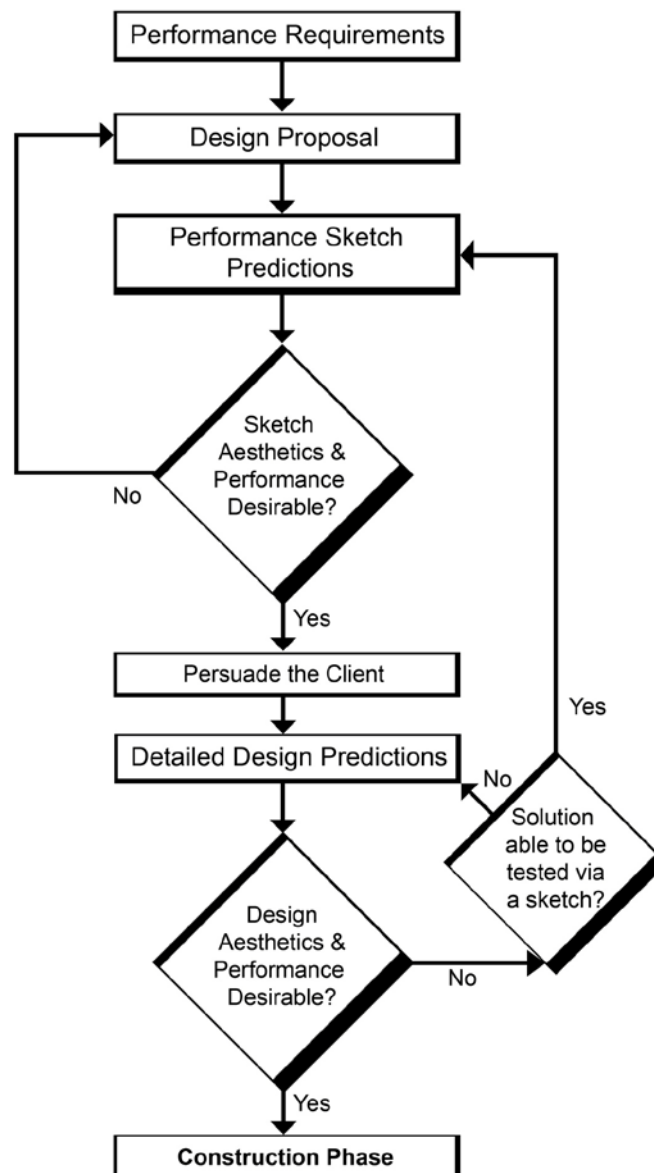 Performance Requirements
Design Proposal
Performance Sketch
Predictions
Sketch
Aesthetics &
Performance
Desirable?
No
Yes
Persuade the Client
Detailed Design Predictions
Yes
No
Solution
able to be
tested via
a sketch?
Design
Aesthetics &
Performance
Desirable?
No
Yes
Construction Phase